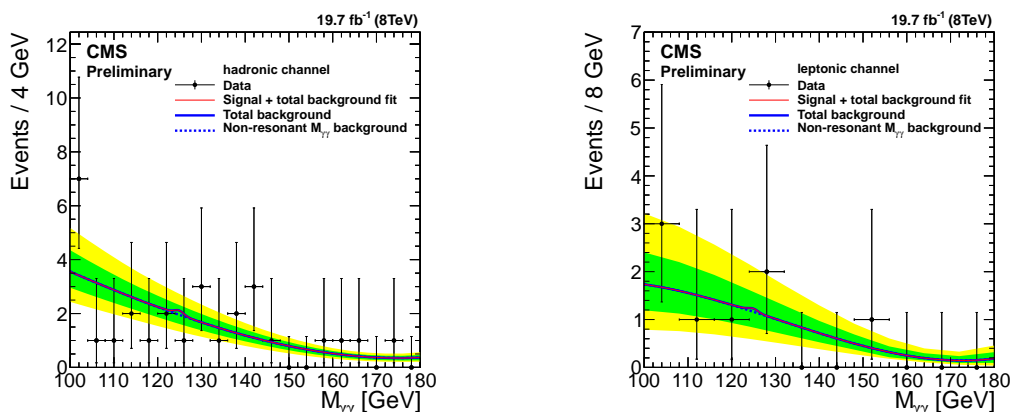 19.7 fb⁻¹ (8TeV)
Events / 4 GeV
CMS
Preliminary
hadronic channel
Data
Signal + total background fit
Total background
Non-resonant Mγγ background
12
10
8
6
4
2
0
100 110 120 130 140 150 160 170 180
Mγγ [GeV]
19.7 fb⁻¹ (8TeV)
Events / 8 GeV
CMS
Preliminary
leptonic channel
Data
Signal + total background fit
Total background
Non-resonant Mγγ background
7
6
5
4
3
2
1
0
100 110 120 130 140 150 160 170 180
Mγγ [GeV]